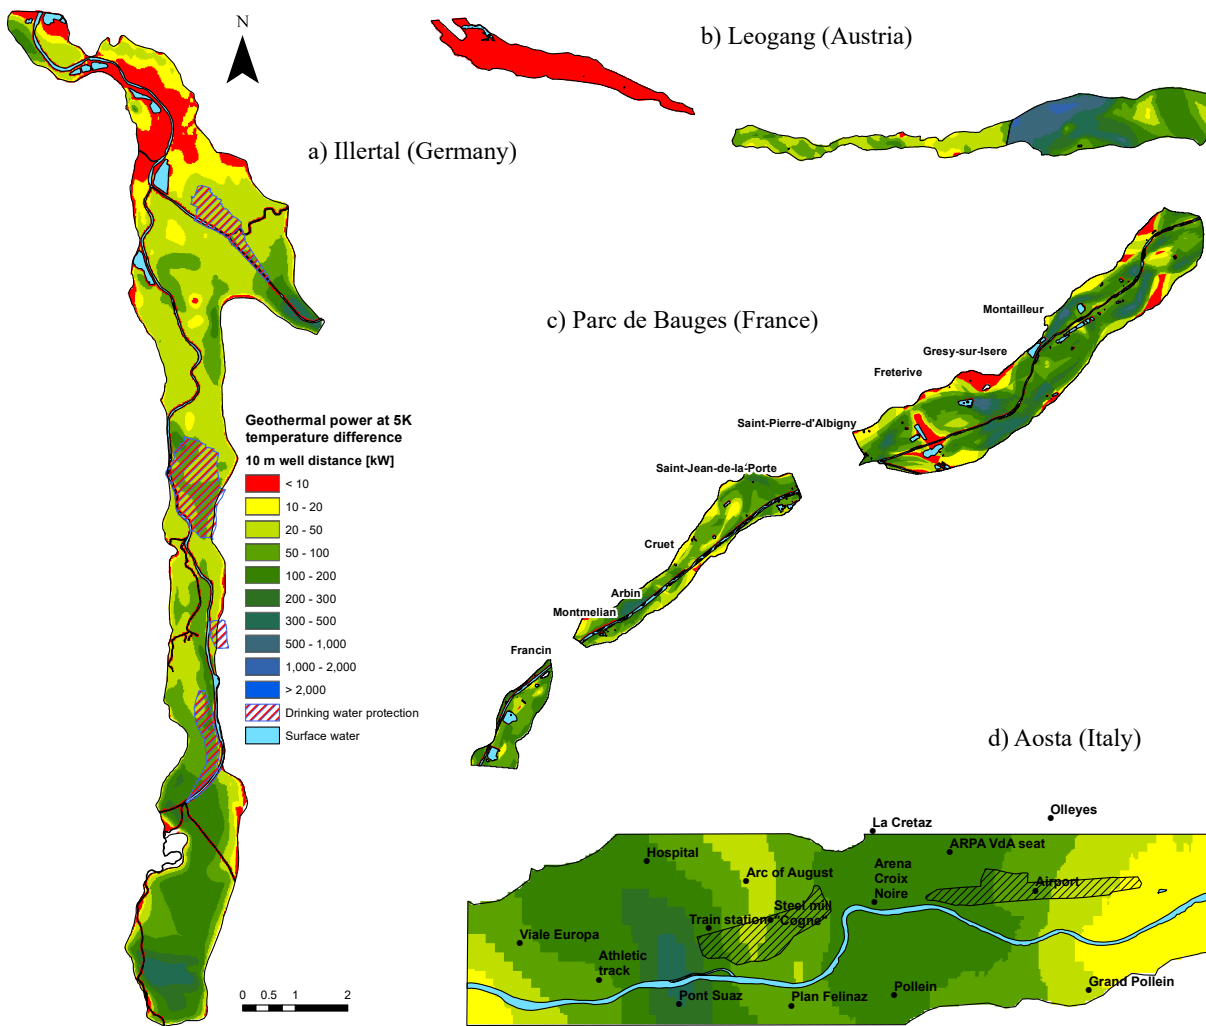 N
b) Leogang (Austria)
a) Illertal (Germany)
c) Parc de Bauges (France)
Montailleur
Gresy-sur-Isere
Freterive
Saint-Pierre-d'Albigny
Saint-Jean-de-la-Porte
Cruet
Arbin
Montmelian
Francin
Geothermal power at 5K
temperature difference
10 m well distance [kW]
< 10
10 - 20
20 - 50
50 - 100
100 - 200
200 - 300
300 - 500
500 - 1,000
1,000 - 2,000
> 2,000
Drinking water protection
Surface water
0 0.5 1 2
d) Aosta (Italy)
Olleyes
La Cretaz
Hospital
ARPA VdA seat
Arc of August
Arena
Croix
Noire
Airport
Steel mill
"Cogne"
Train station
Viale Europa
Athletic
track
Pont Suaz
Plan Felinaz
Pollein
Grand Pollein